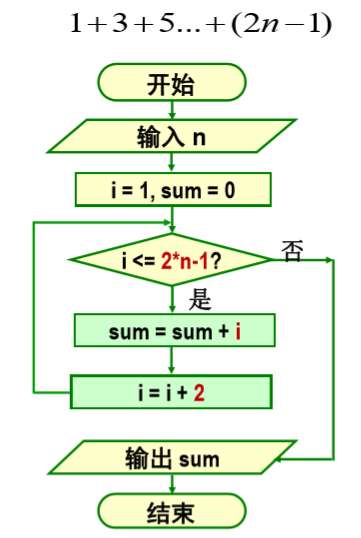 1+3+5...+(2n−1)
开始
输入 n
i = 1, sum = 0
i <= 2*n-1?
否
是
sum = sum + i
i = i + 2
输出 sum
结束